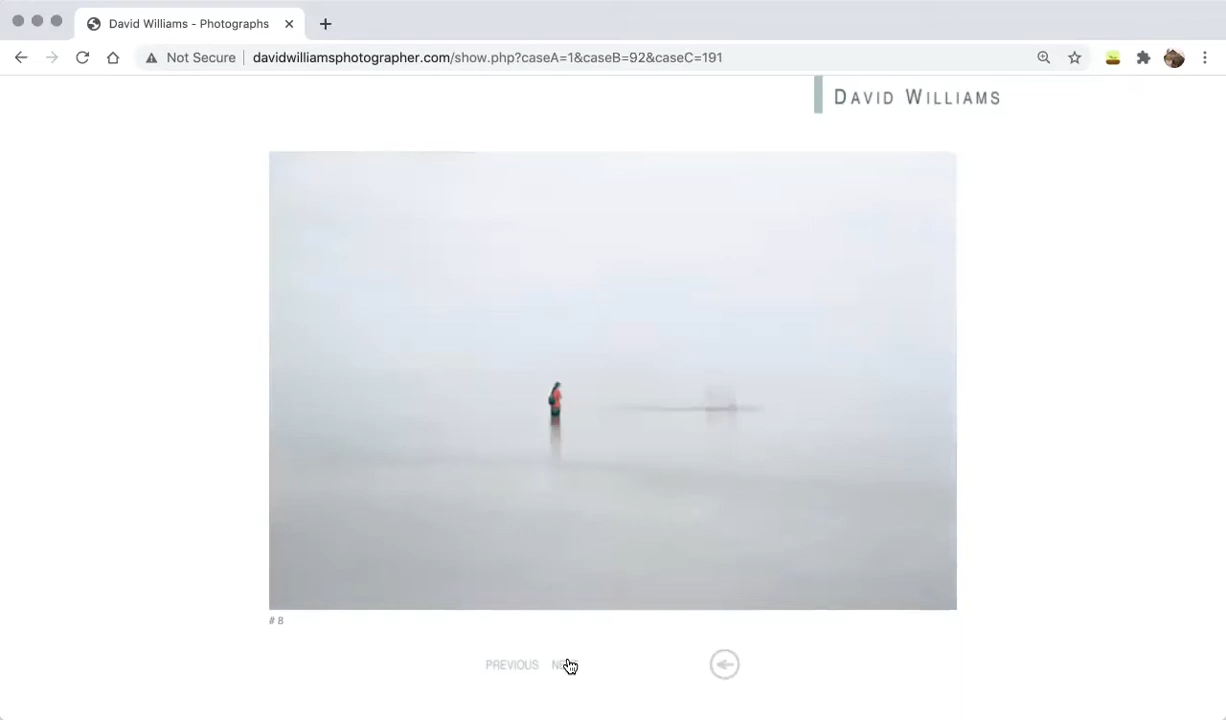 David Williams - Photographs
Not Secure
davidwilliamsphotographer.com/show.php?caseA=1&caseB=92&caseC=191
DAVID WILLIAMS
# 8
PREVIOUS